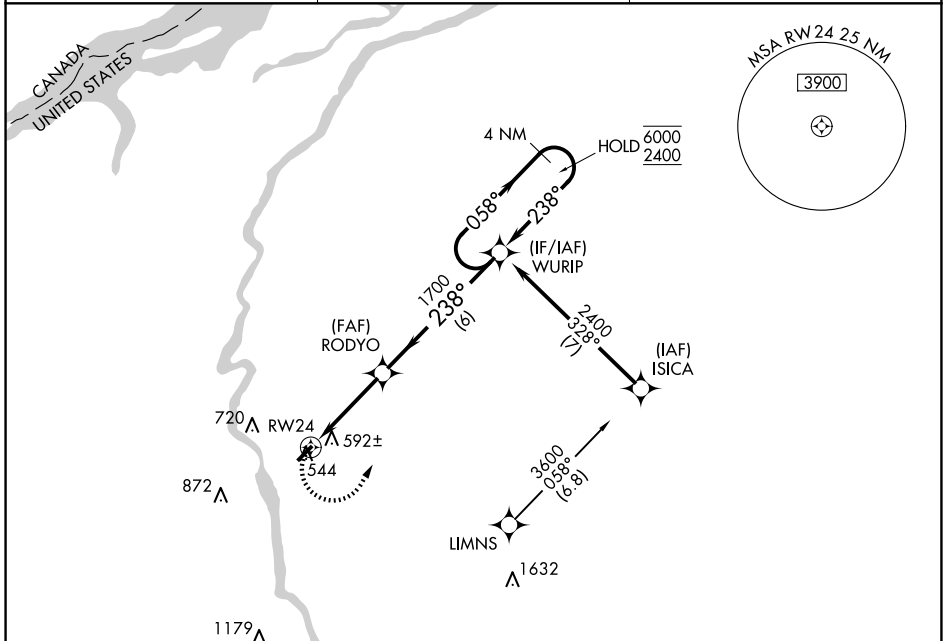 CANADA
UNITED STATES
MSA RW24 25 NM
3900
4 NM
HOLD 6000
2400
058°
238°
(IF/IAF)
WURIP
1700
238°
(6)
2400
328°
(7)
(FAF)
RODYO
(IAF)
ISICA
720
RW24
592±
544
872
3600
058°
(6.8)
LIMNS
1632
1179